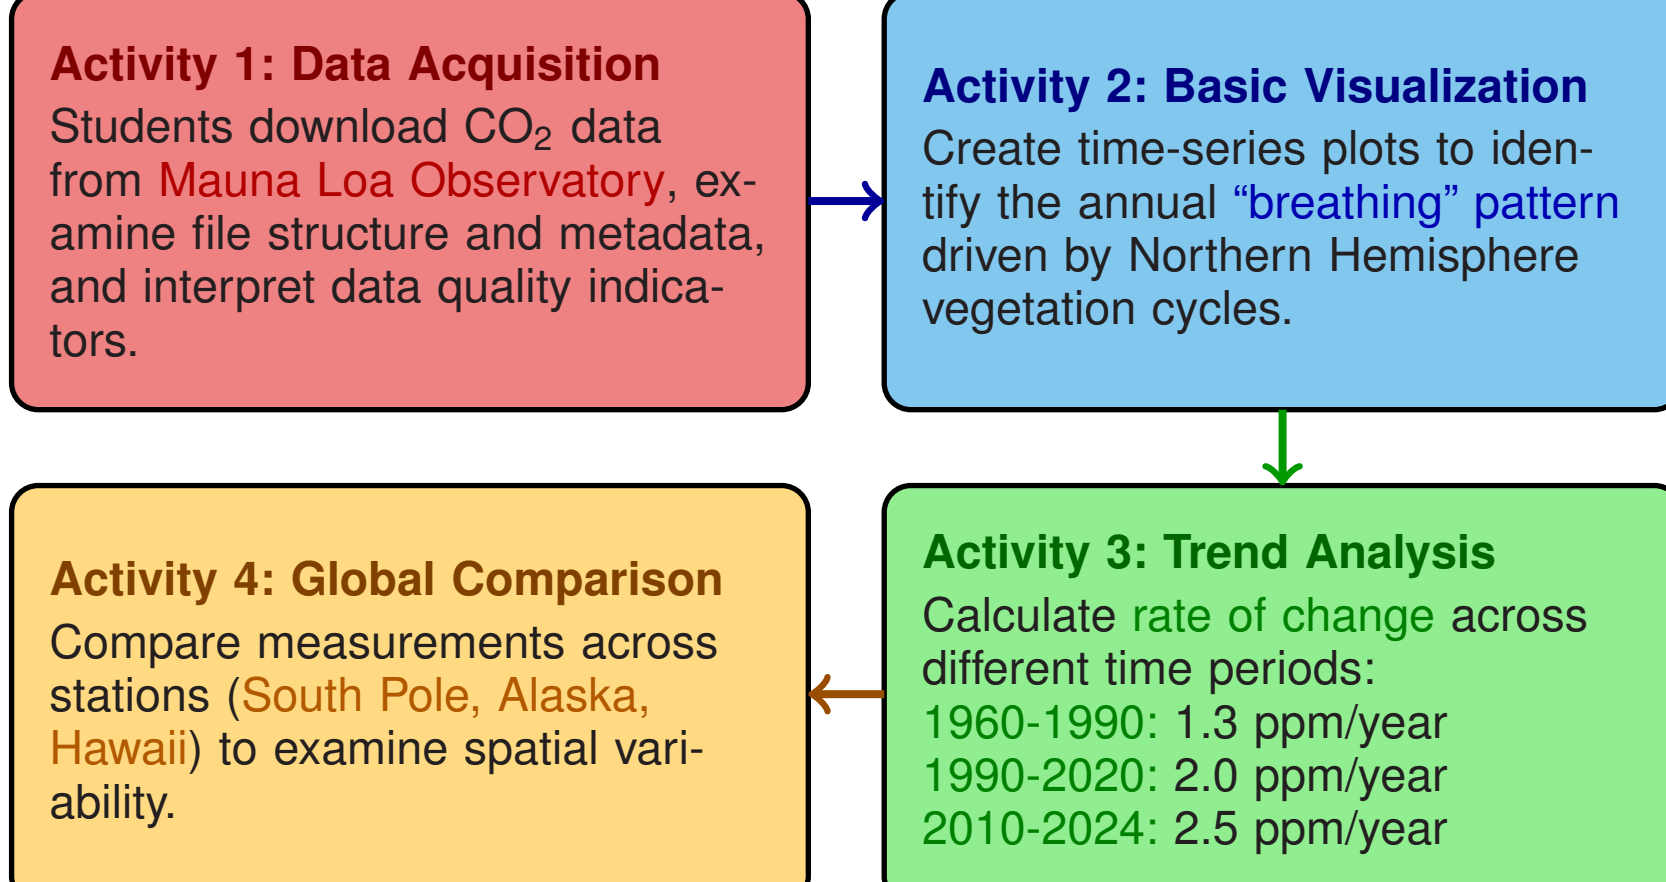 Activity 1: Data Acquisition
Students download CO₂ data
from Mauna Loa Observatory, ex-
amine file structure and metadata,
and interpret data quality indica-
tors.
Activity 2: Basic Visualization
Create time-series plots to iden-
tify the annual “breathing” pattern
driven by Northern Hemisphere
vegetation cycles.
Activity 3: Trend Analysis
Calculate rate of change across
different time periods:
1960-1990: 1.3 ppm/year
1990-2020: 2.0 ppm/year
2010-2024: 2.5 ppm/year
Activity 4: Global Comparison
Compare measurements across
stations (South Pole, Alaska,
Hawaii) to examine spatial vari-
ability.